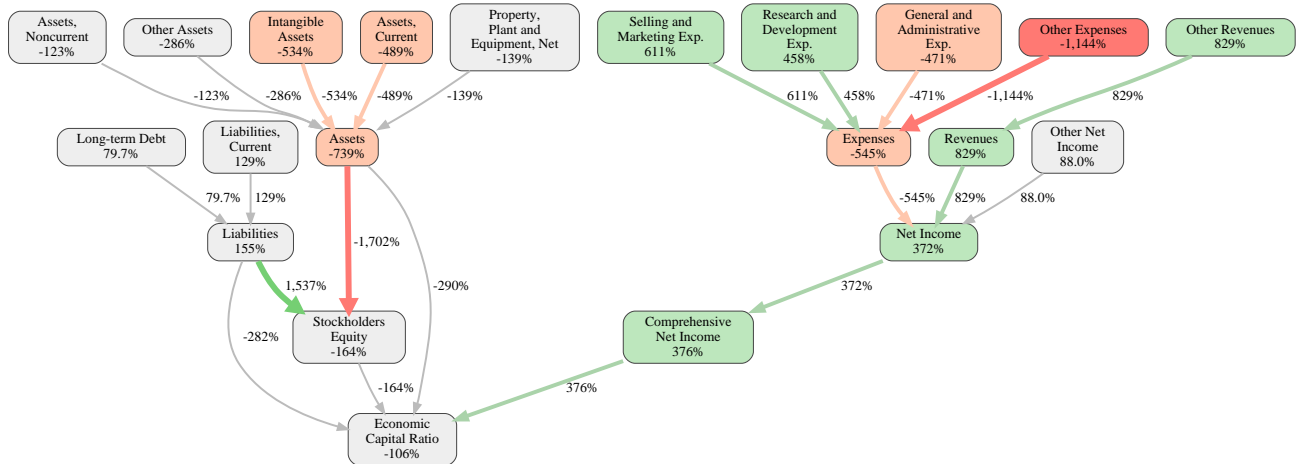 Assets,
Noncurrent
-123%
Other Assets
-286%
Intangible
Assets
-534%
Assets,
Current
-489%
Property,
Plant and
Equipment, Net
-139%
Selling and
Marketing Exp.
611%
Research and
Development
Exp.
458%
General and
Administrative
Exp.
-471%
Other Expenses
-1,144%
Other Revenues
829%
-123%
-286%
-534%
-489%
-139%
611%
458%
-471%
-1,144%
829%
Long-term Debt
79.7%
Liabilities,
Current
129%
Assets
-739%
Expenses
-545%
Revenues
829%
Other Net
Income
88.0%
79.7%
129%
-545%
829%
88.0%
Liabilities
155%
-1,702%
Net Income
372%
1,537%
-290%
372%
-282%
Stockholders
Equity
-164%
Comprehensive
Net Income
376%
-164%
376%
Economic
Capital Ratio
-106%